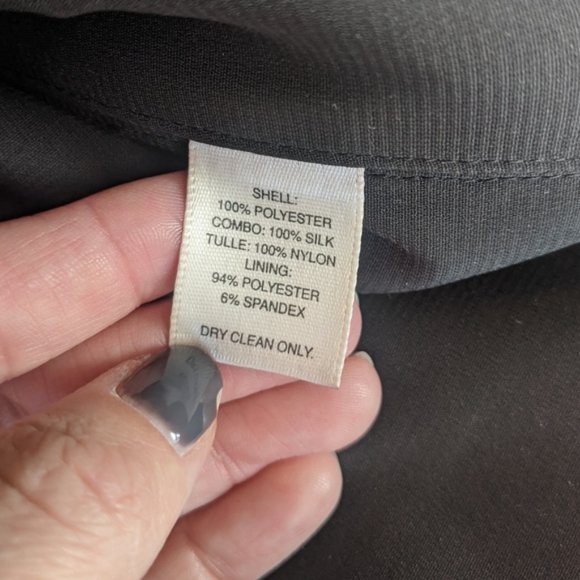 SHELL:
100% POLYESTER
COMBO: 100% SILK
TULLE: 100% NYLON
LINING:
94% POLYESTER
6% SPANDEX
DRY CLEAN ONLY.